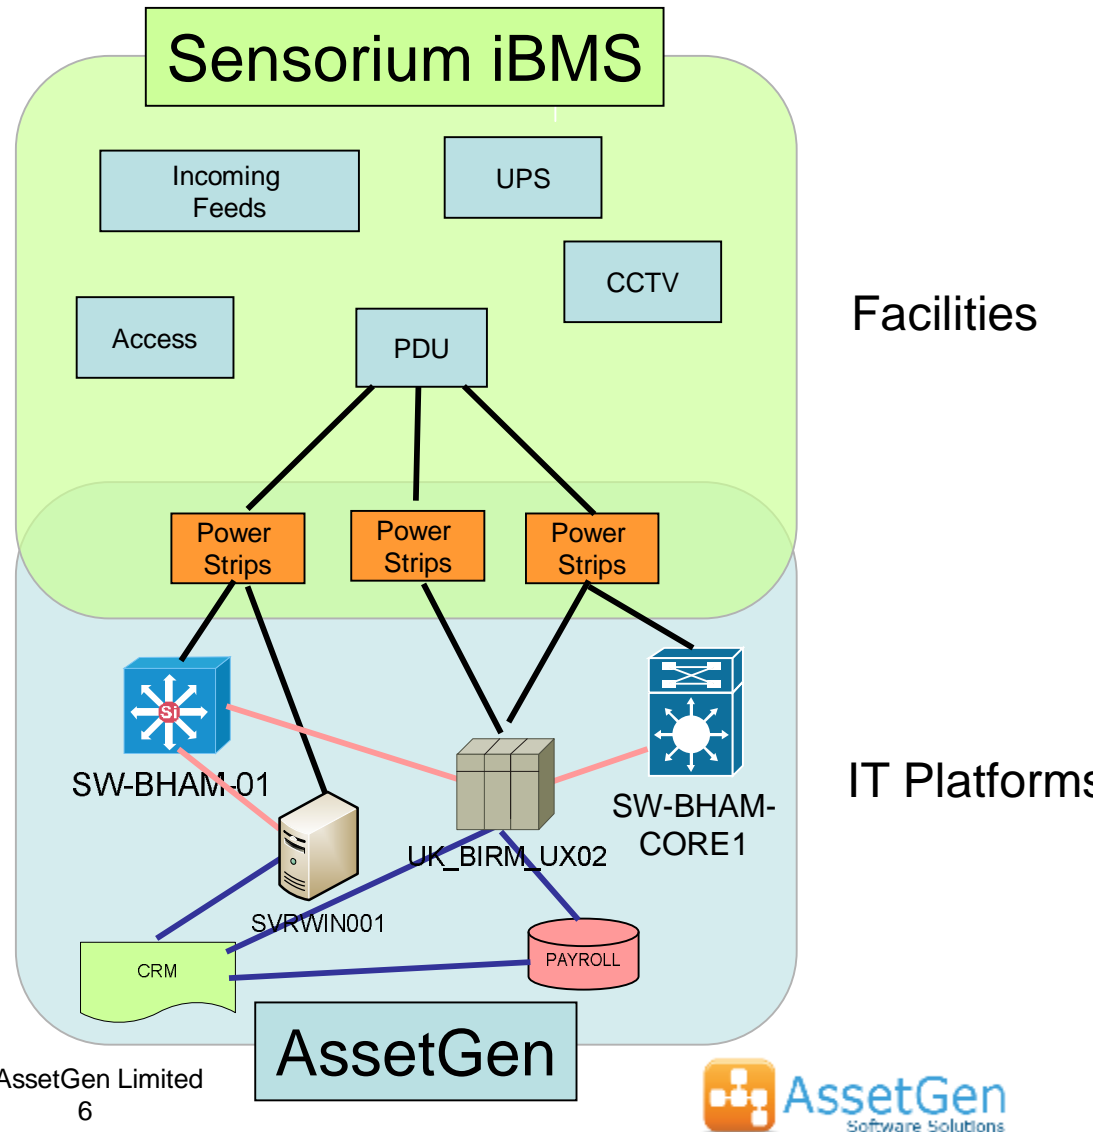 Sensorium iBMS
Incoming
Feeds
UPS
CCTV
Access
PDU
Facilities
Power
Strips
Power
Strips
Power
Strips
Si
SW-BHAM-01
UK_BIRM_UX02
SW-BHAM-
CORE1
IT Platforms
SVRWIN001
CRM
PAYROLL
AssetGen
AssetGen Limited
6
AssetGen
Software Solutions